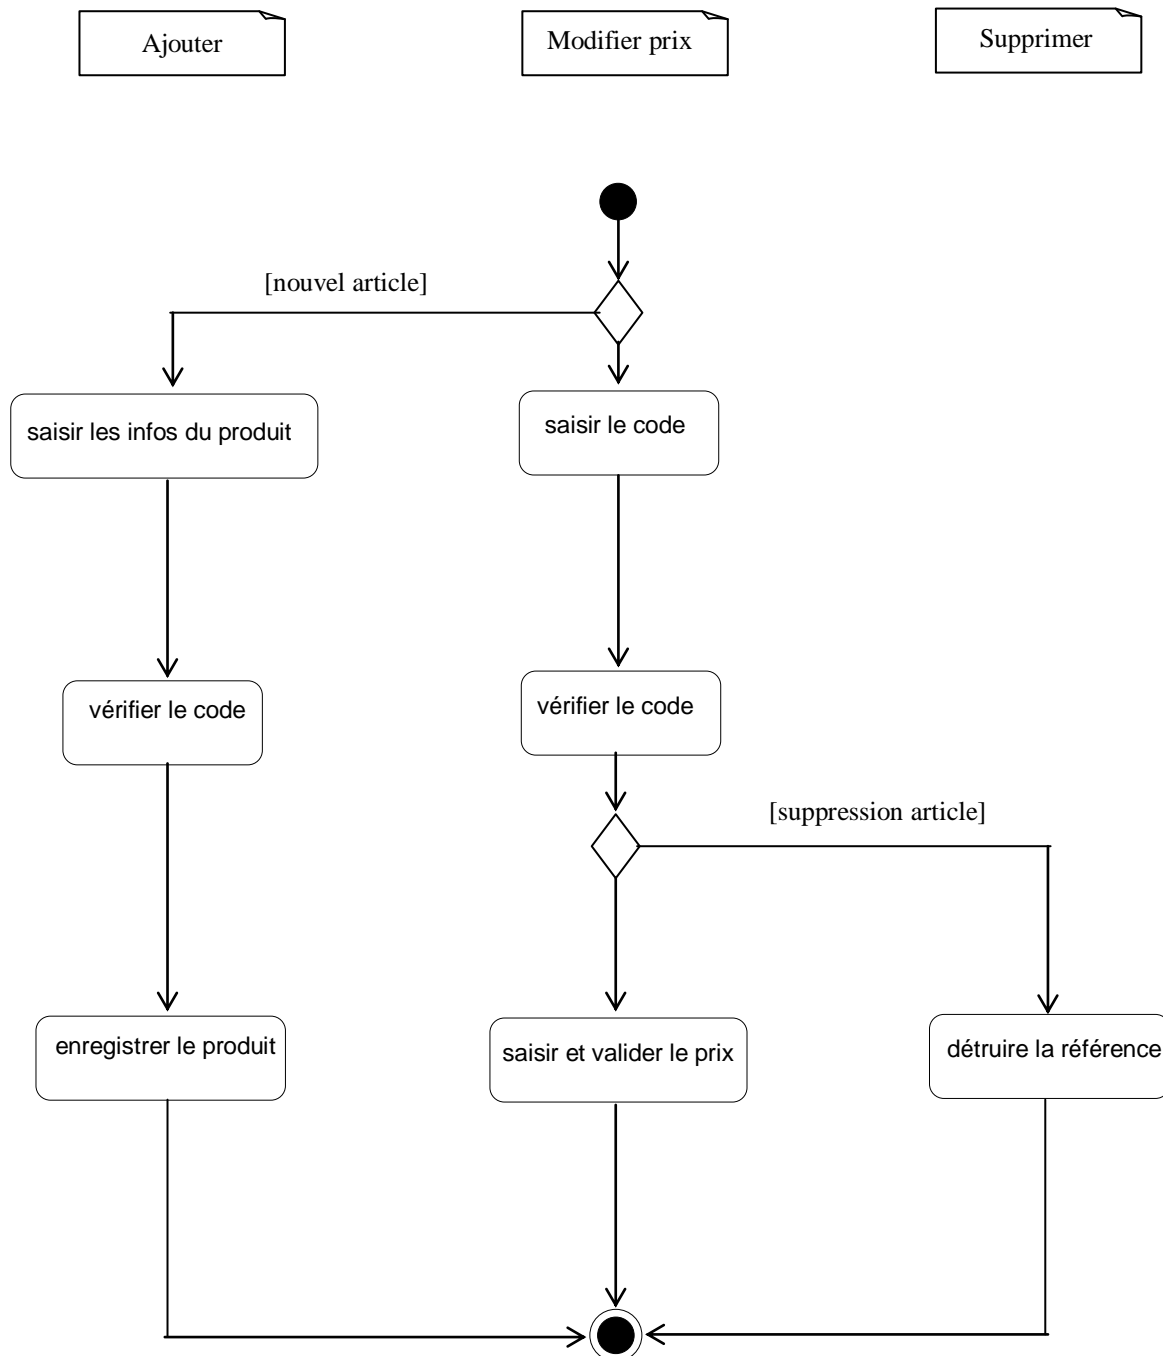 Ajouter
Modifier prix
Supprimer
[nouvel article]
saisir les infos du produit
saisir le code
vérifier le code
vérifier le code
[suppression article]
enregistrer le produit
saisir et valider le prix
détruire la référence